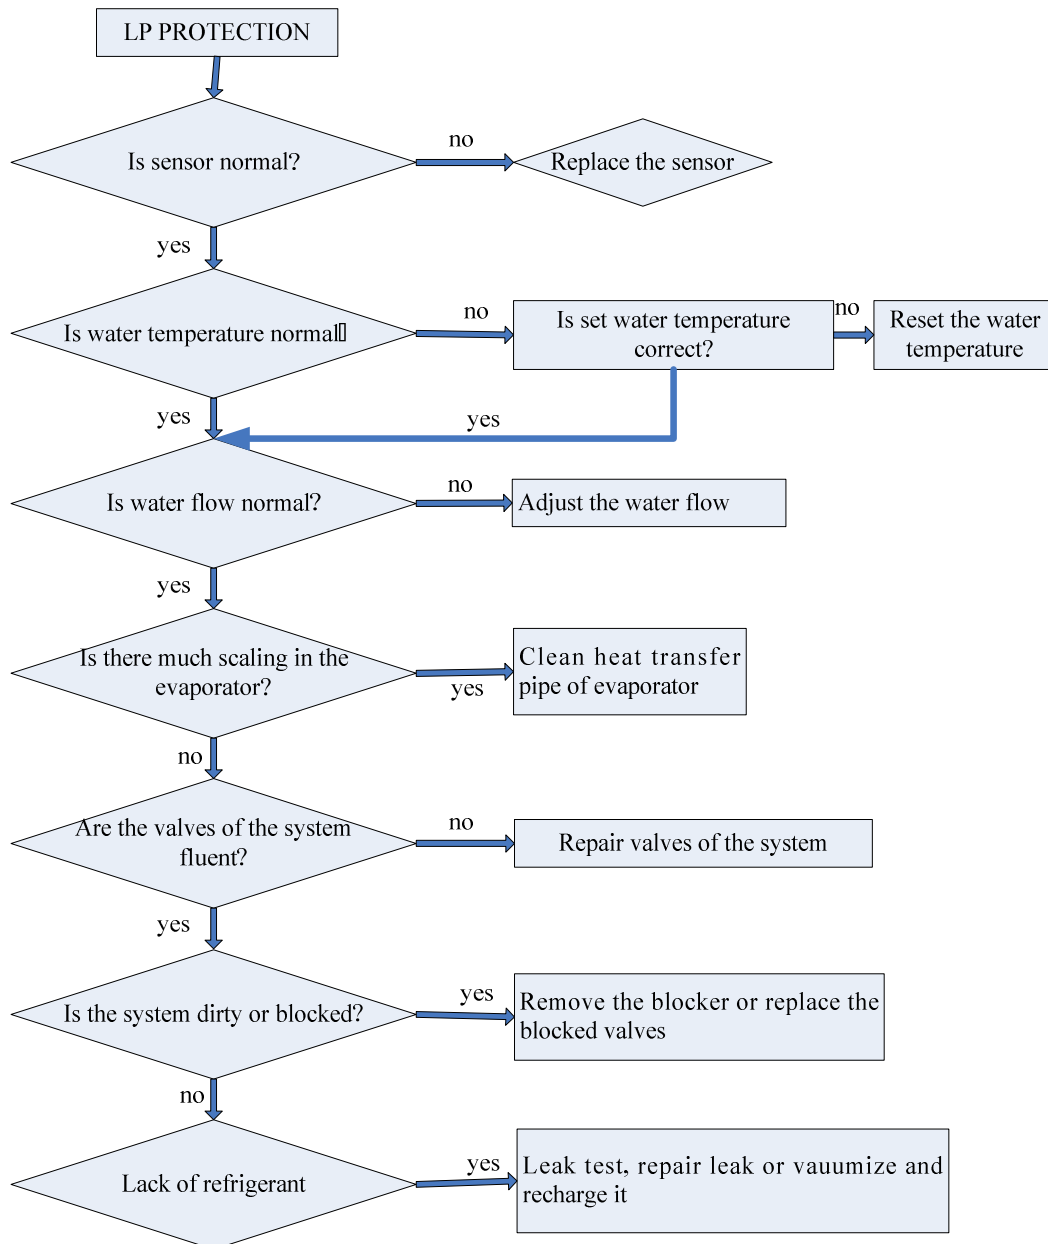 LP PROTECTION
Is sensor normal?
no
Replace the sensor
yes
Is water temperature normal▯
no
Is set water temperature
correct?
no
Reset the water
temperature
yes
yes
Is water flow normal?
no
Adjust the water flow
yes
Is there much scaling in the
evaporator?
yes
Clean heat transfer
pipe of evaporator
no
Are the valves of the system
fluent?
no
Repair valves of the system
yes
Is the system dirty or blocked?
yes
Remove the blocker or replace the
blocked valves
no
Lack of refrigerant
yes
Leak test, repair leak or vauumize and
recharge it